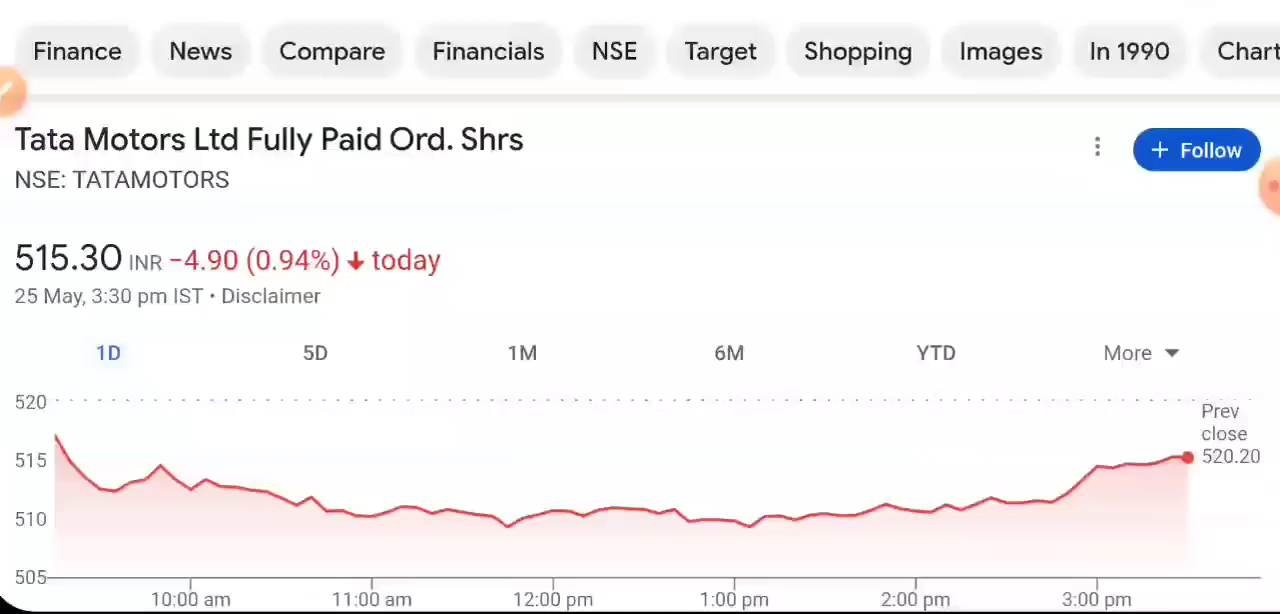 Finance News Compare Financials NSE Target Shopping Images In 1990 Chart
Tata Motors Ltd Fully Paid Ord. Shrs
+ Follow
NSE: TATAMOTORS
515.30 INR −4.90 (0.94%) ↓ today
25 May, 3:30 pm IST • Disclaimer
1D 5D 1M 6M YTD More
520
Prev
close
520.20
515
510
505
10:00 am 11:00 am 12:00 pm 1:00 pm 2:00 pm 3:00 pm